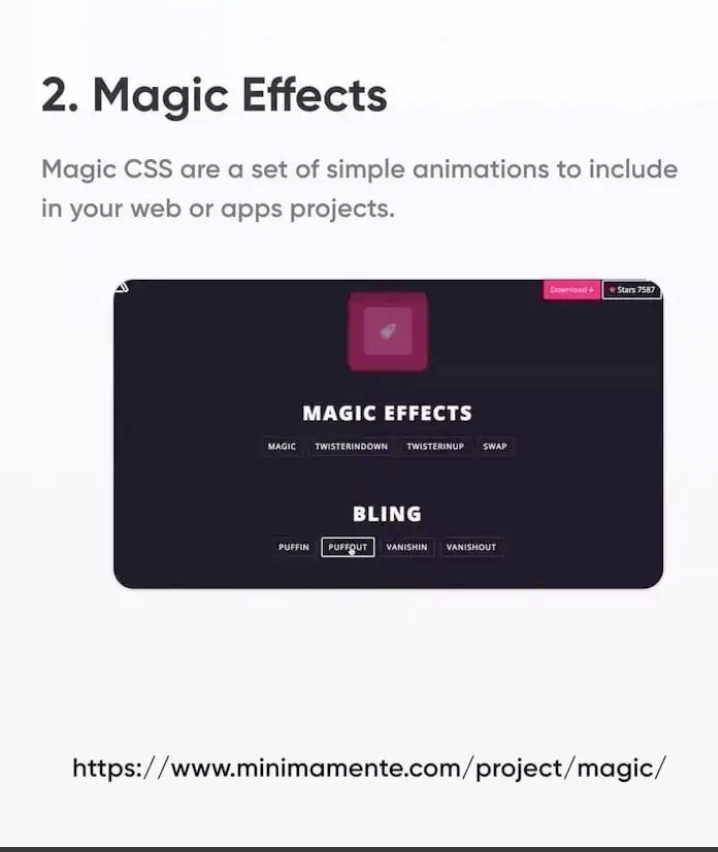 2. Magic Effects
Magic CSS are a set of simple animations to include
in your web or apps projects.
Download ↓ ★ Stars 7587
MAGIC EFFECTS
MAGIC TWISTERINDOWN TWISTERINUP SWAP
BLING
PUFFIN PUFFOUT VANISHIN VANISHOUT
https://www.minimamente.com/project/magic/